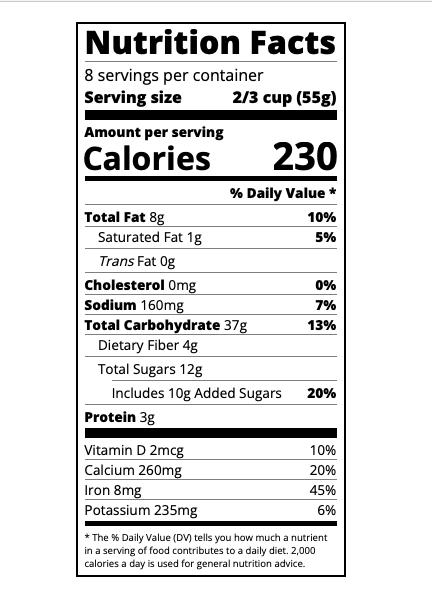 Nutrition Facts
8 servings per container
Serving size 2/3 cup (55g)
Amount per serving
Calories 230
% Daily Value *
Total Fat 8g 10%
Saturated Fat 1g 5%
Trans Fat 0g
Cholesterol 0mg 0%
Sodium 160mg 7%
Total Carbohydrate 37g 13%
Dietary Fiber 4g
Total Sugars 12g
Includes 10g Added Sugars 20%
Protein 3g
Vitamin D 2mcg 10%
Calcium 260mg 20%
Iron 8mg 45%
Potassium 235mg 6%
* The % Daily Value (DV) tells you how much a nutrient
in a serving of food contributes to a daily diet. 2,000
calories a day is used for general nutrition advice.